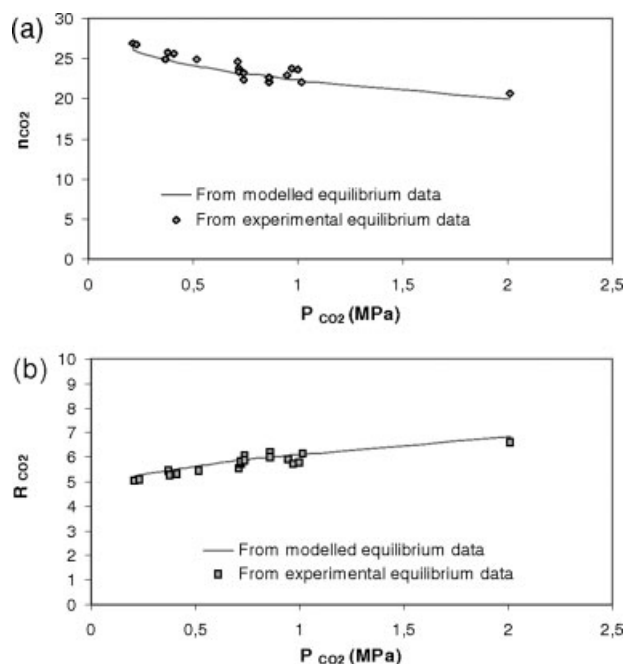 (a)
30
25
20
15
10
5
0
nCO2
From modelled equilibrium data
From experimental equilibrium data
0 0,5 1 1,5 2 2,5
P CO2 (MPa)
(b)
10
9
8
7
6
5
4
3
2
1
0
R CO2
From modelled equilibrium data
From experimental equilibrium data
0 0,5 1 1,5 2 2,5
P CO2 (MPa)